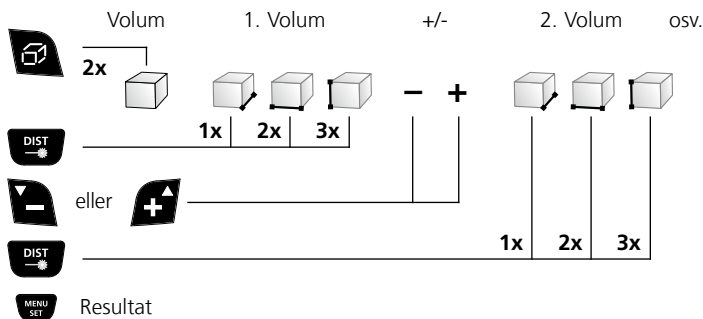 Volum 1. Volum +/- 2. Volum osv.
2x
− +
1x 2x 3x
DIST
− eller +
1x 2x 3x
DIST
MENU
SET
Resultat